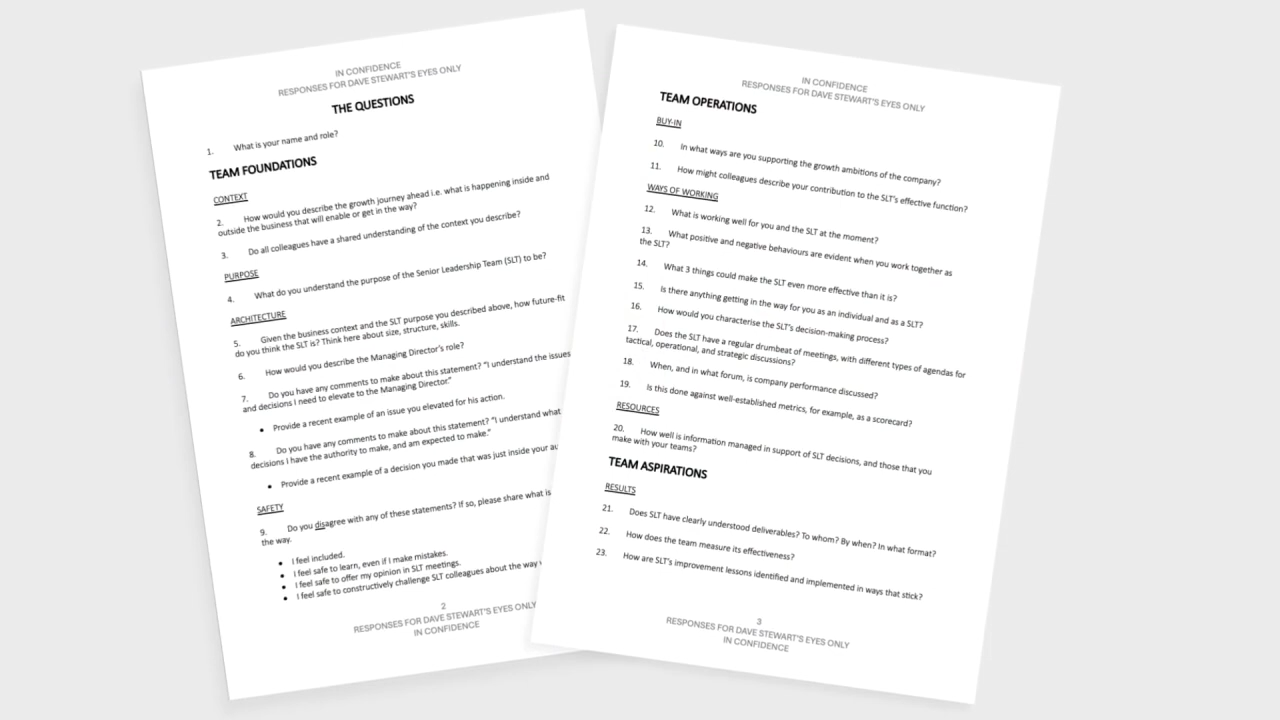 IN CONFIDENCE
RESPONSES FOR DAVE STEWART'S EYES ONLY
THE QUESTIONS
1. What is your name and role?
TEAM FOUNDATIONS
CONTEXT
2. How would you describe the growth journey ahead i.e. what is happening inside and
outside the business that will enable or get in the way?
3. Do all colleagues have a shared understanding of the context you describe?
PURPOSE
4. What do you understand the purpose of the Senior Leadership Team (SLT) to be?
ARCHITECTURE
5. Given the business context and the SLT purpose you described above, how future-fit
do you think the SLT is? Think here about size, structure, skills.
6. How would you describe the Managing Director's role?
7. Do you have any comments to make about this statement? "I understand the issues
and decisions I need to elevate to the Managing Director."
• Provide a recent example of an issue you elevated for his action.
8. Do you have any comments to make about this statement? "I understand what
decisions I have the authority to make, and am expected to make."
• Provide a recent example of a decision you made that was just inside your
SAFETY
9. Do you disagree with any of these statements? If so, please share what is
the way.
• I feel included.
• I feel safe to learn, even if I make mistakes.
• I feel safe to offer my opinion in SLT meetings.
• I feel safe to constructively challenge SLT colleagues about the way
2
RESPONSES FOR DAVE STEWART'S EYES ONLY
IN CONFIDENCE
IN CONFIDENCE
RESPONSES FOR DAVE STEWART'S EYES ONLY
TEAM OPERATIONS
BUY-IN
10. In what ways are you supporting the growth ambitions of the company?
11. How might colleagues describe your contribution to the SLT's effective function?
WAYS OF WORKING
12. What is working well for you and the SLT at the moment?
13. What positive and negative behaviours are evident when you work together as
the SLT?
14. What 3 things could make the SLT even more effective than it is?
15. Is there anything getting in the way for you as an individual and as a SLT?
16. How would you characterise the SLT's decision-making process?
17. Does the SLT have a regular drumbeat of meetings, with different types of agendas for
tactical, operational, and strategic discussions?
18. When, and in what forum, is company performance discussed?
19. Is this done against well-established metrics, for example, as a scorecard?
RESOURCES
20. How well is information managed in support of SLT decisions, and those that you
make with your teams?
TEAM ASPIRATIONS
RESULTS
21. Does SLT have clearly understood deliverables? To whom? By when? In what format?
22. How does the team measure its effectiveness?
23. How are SLT's improvement lessons identified and implemented in ways that stick?
3
RESPONSES FOR DAVE STEWART'S EYES ONLY
IN CONFIDENCE